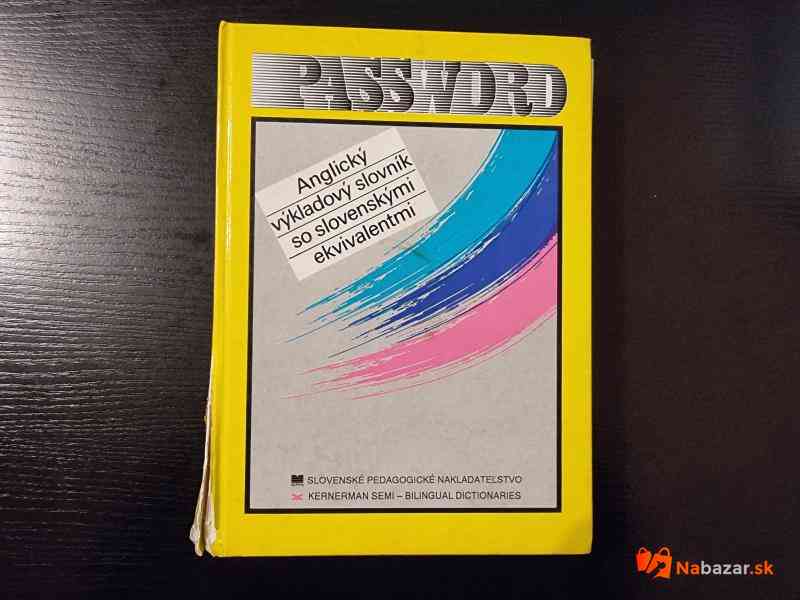 PASSWORD
Anglický
výkladový slovník
so slovenskými
ekvivalentmi
SLOVENSKÉ PEDAGOGICKÉ NAKLADATEĽSTVO
KERNERMAN SEMI – BILINGUAL DICTIONARIES
Nabazar.sk